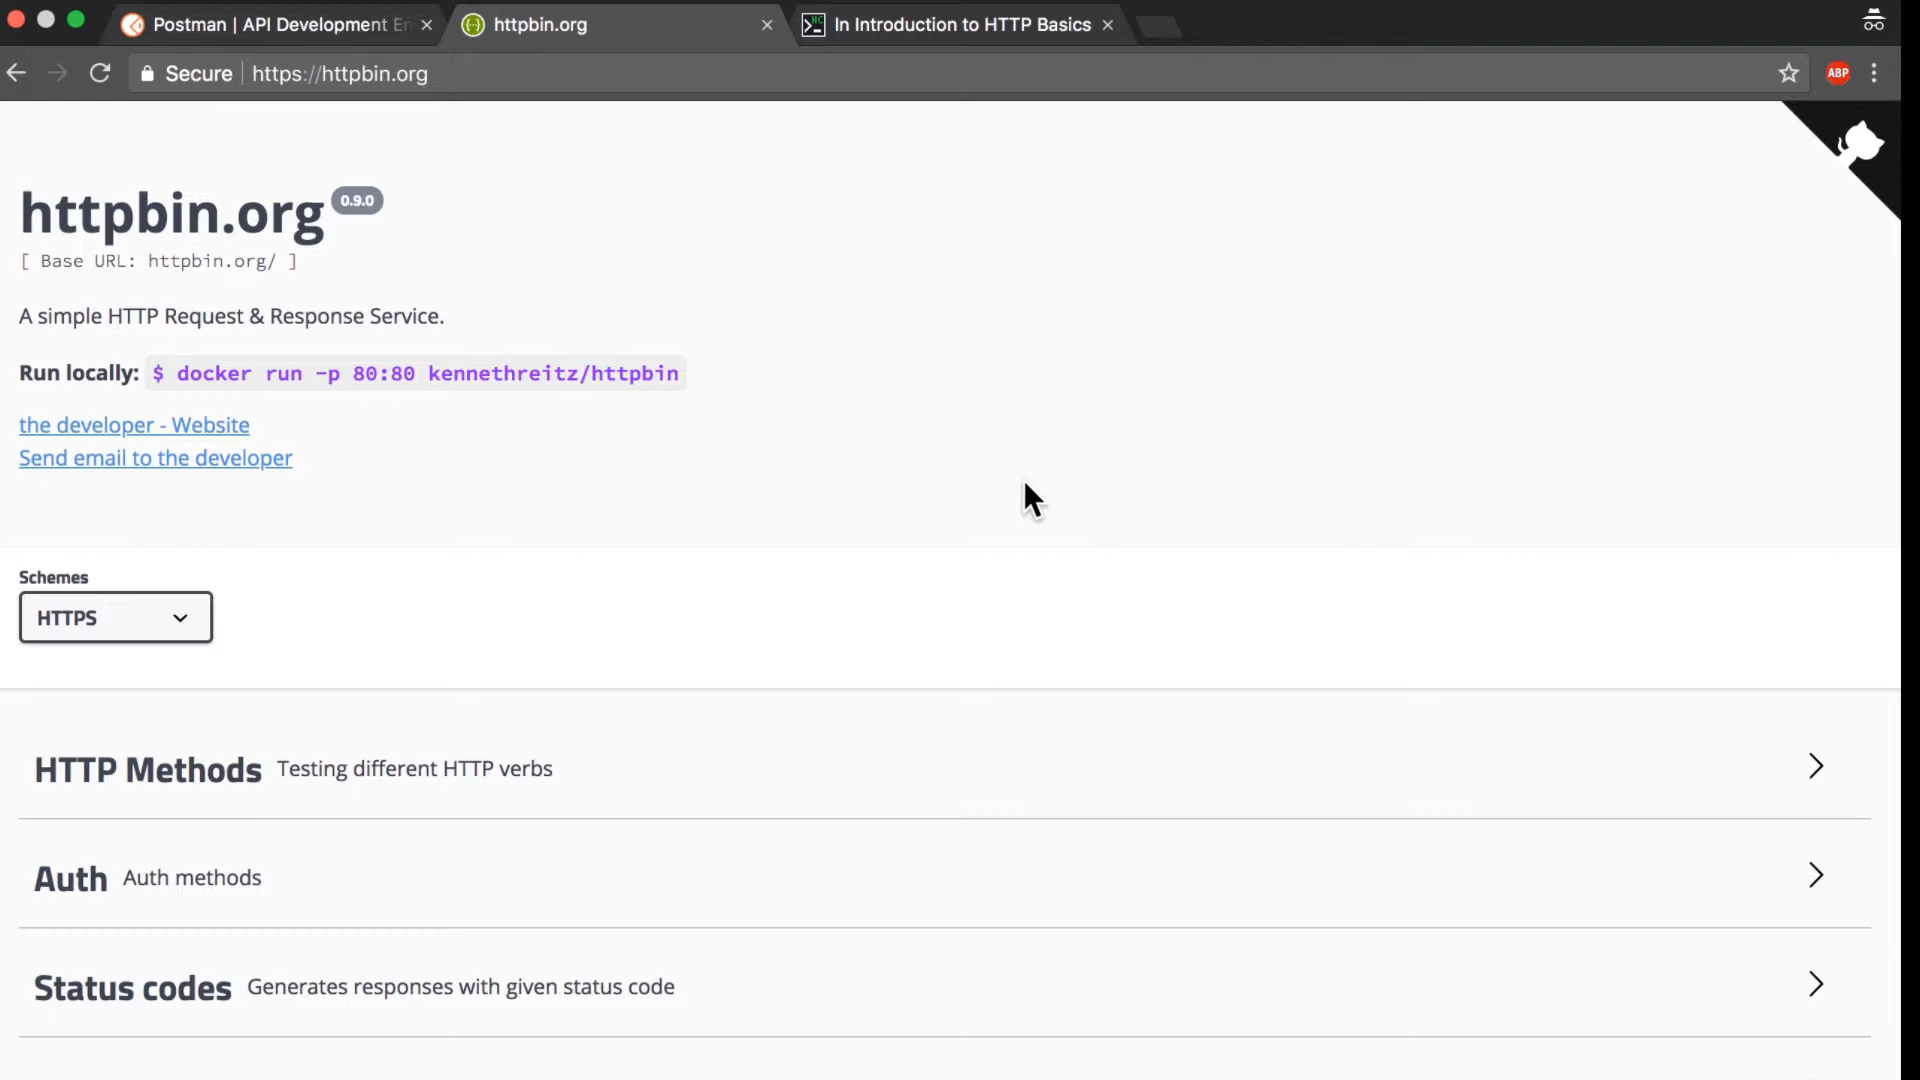 Postman | API Development En
httpbin.org
In Introduction to HTTP Basics
Secure
https://httpbin.org
ABP
httpbin.org
0.9.0
[ Base URL: httpbin.org/ ]
A simple HTTP Request & Response Service.
Run locally: $ docker run -p 80:80 kennethreitz/httpbin
the developer - Website
Send email to the developer
Schemes
HTTPS
HTTP Methods Testing different HTTP verbs
Auth Auth methods
Status codes Generates responses with given status code